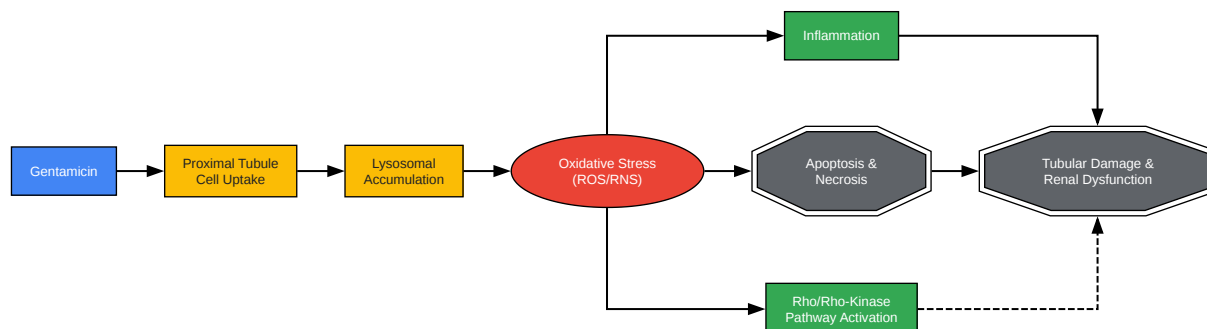 Inflammation
Gentamicin
Proximal Tubule
Cell Uptake
Lysosomal
Accumulation
Oxidative Stress
(ROS/RNS)
Apoptosis &
Necrosis
Tubular Damage &
Renal Dysfunction
Rho/Rho-Kinase
Pathway Activation